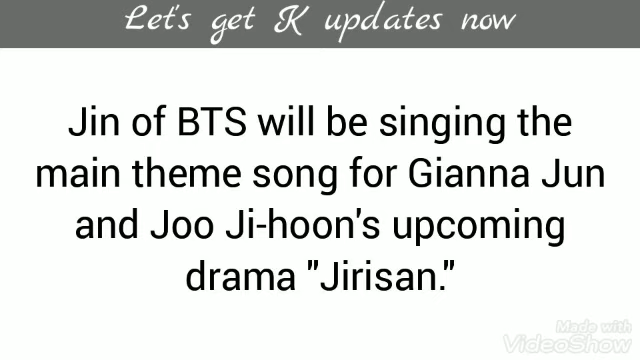 Let's get K updates now
Jin of BTS will be singing the
main theme song for Gianna Jun
and Joo Ji-hoon's upcoming
drama "Jirisan."
Made with
VideoShow